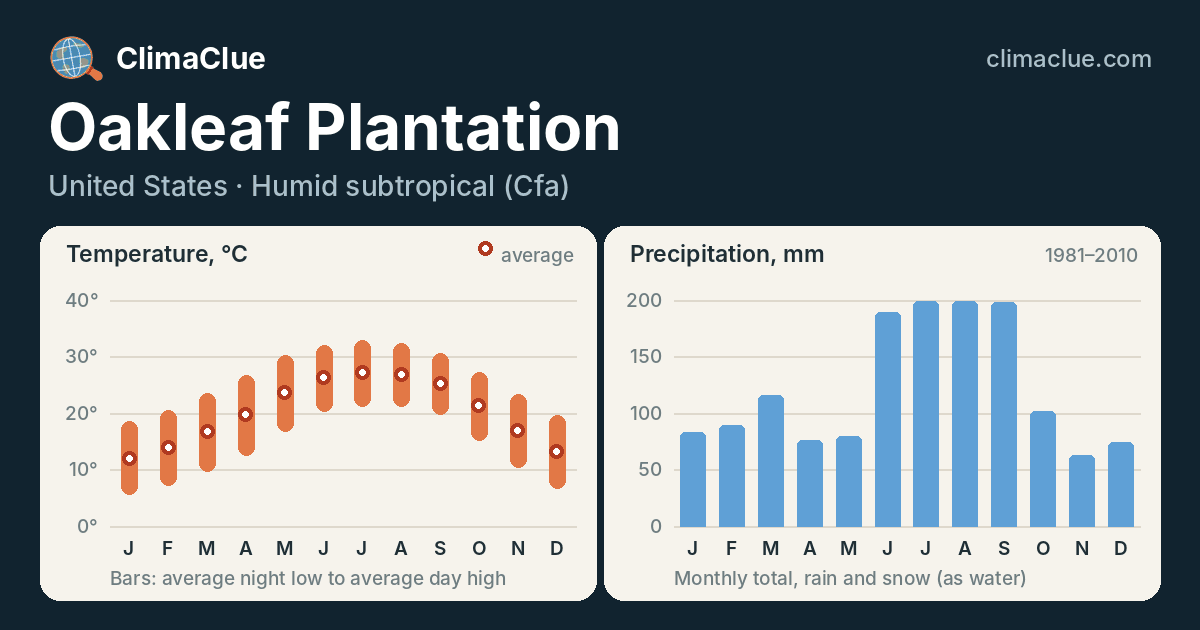 ClimaClue
climaclue.com
Oakleaf Plantation
United States · Humid subtropical (Cfa)
Temperature, °C
average
40°
30°
20°
10°
0°
J F M A M J J A S O N D
Bars: average night low to average day high
Precipitation, mm
1981–2010
200
150
100
50
0
J F M A M J J A S O N D
Monthly total, rain and snow (as water)